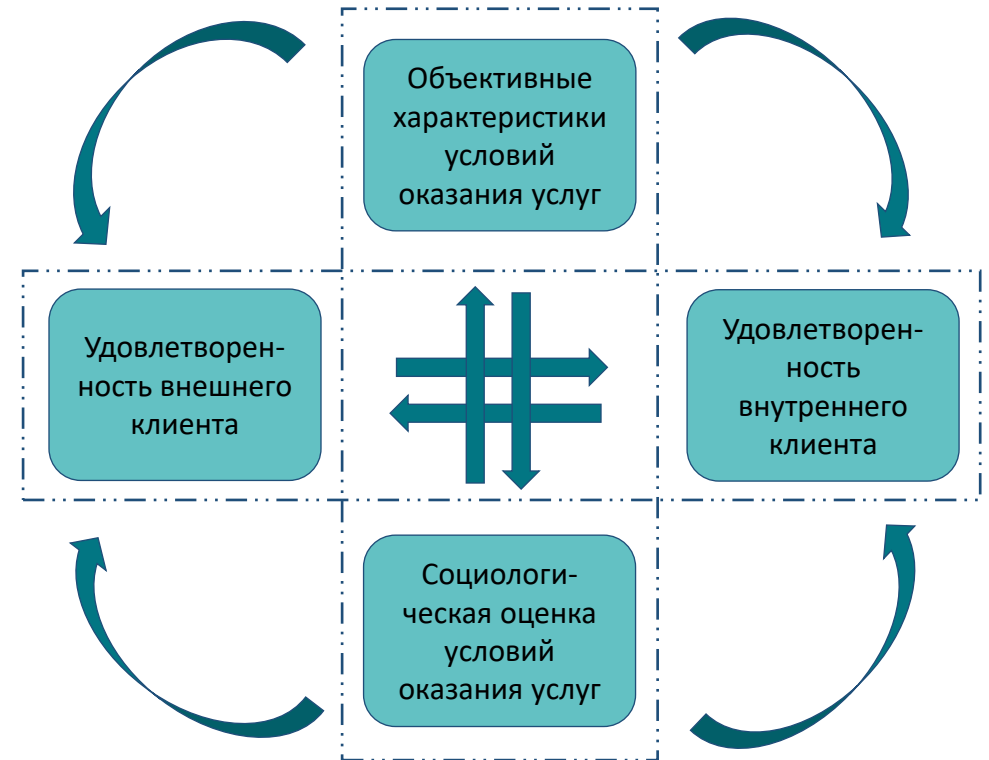 Объективные
характеристики
условий
оказания услуг
Удовлетворен-
ность внешнего
клиента
Удовлетворен-
ность
внутреннего
клиента
Социологи-
ческая оценка
условий
оказания услуг